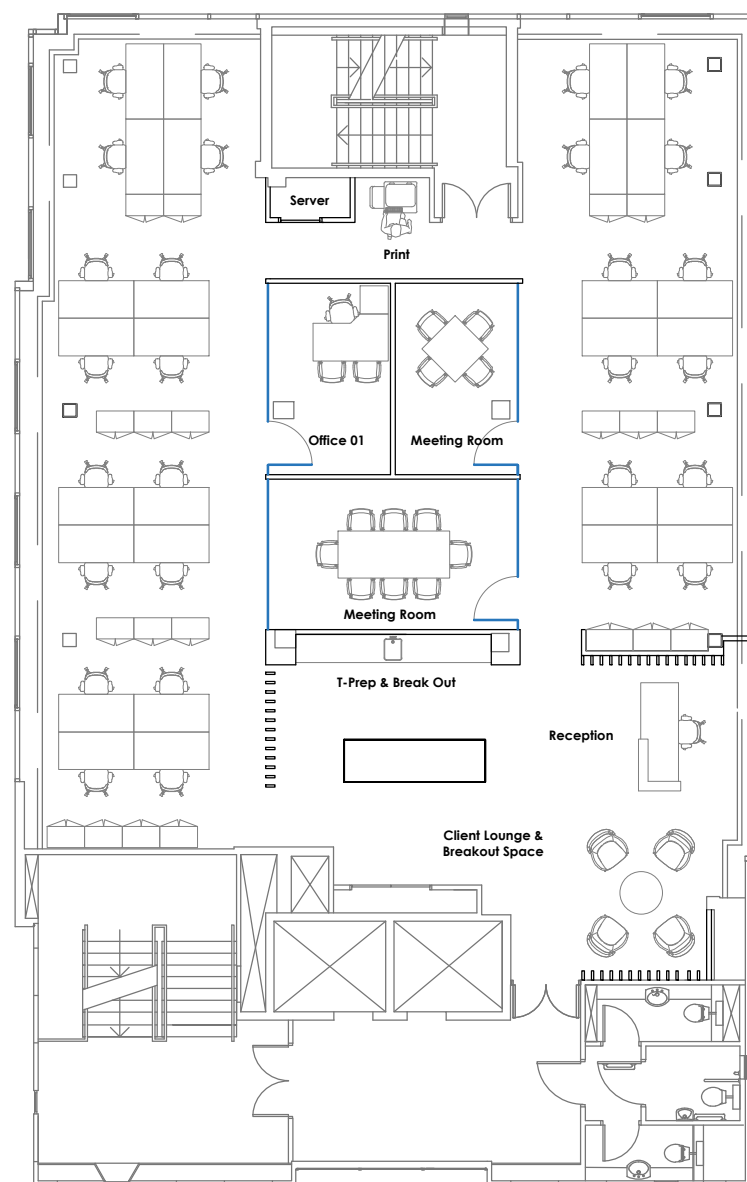 Server
Print
Office 01
Meeting Room
Meeting Room
T-Prep & Break Out
Reception
Client Lounge &
Breakout Space